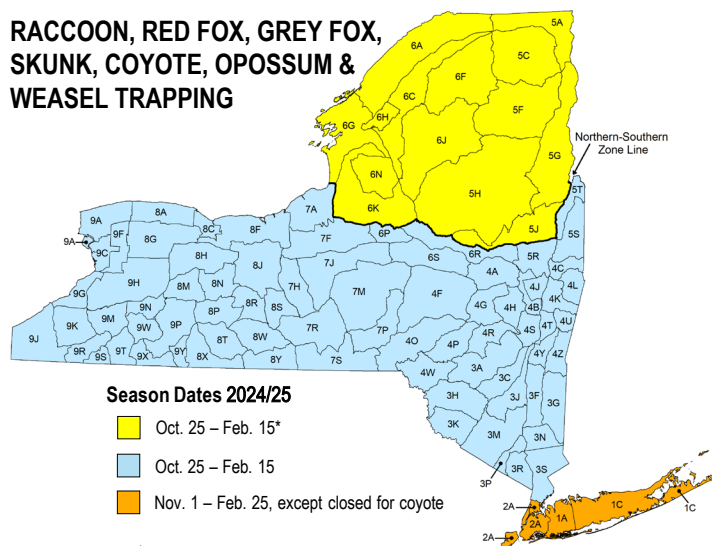 RACCOON, RED FOX, GREY FOX,
SKUNK, COYOTE, OPOSSUM &
WEASEL TRAPPING
5A
6A
5C
6F
6C
5F
6H
6G
6J
Northern-Southern
Zone Line
5G
6N
5H
5T
6K
7A
9A
8A
5J
5S
9F
8C
8F
7F
6P
9A
8G
9C
6R
5R
8H
7J
6S
4C
8J
4A
9H
8M
8N
7G
7H
7M
4F
4J
4L
9G
4K
9N
8R
8S
4G
4H
4B
9M
8P
9K
9W
9P
7R
7P
4R
4S
4T
4U
9J
8T
8W
4O
4P
9R
9S
9T
9X
9Y
8X
8Y
7S
4Y
4Z
4W
3A
3C
Season Dates 2024/25
3H
3J
3F
3G
Oct. 25 – Feb. 15*
3K
3M
3N
Oct. 25 – Feb. 15
3P
3R
3S
Nov. 1 – Feb. 25, except closed for coyote
2A
2A
1A
1C
1C
2A